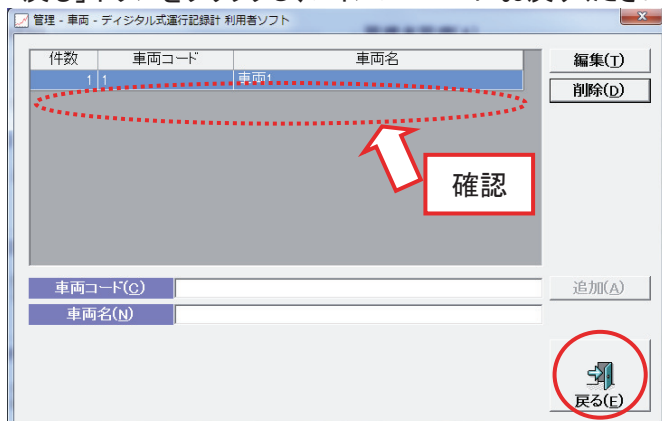 管理 - 車両 - ディジタル式運行記録計 利用者ソフト
件数 車両コード 車両名
1 1 車両1
編集(T)
削除(D)
確認
車両コード(C)
追加(A)
車両名(N)
戻る(E)